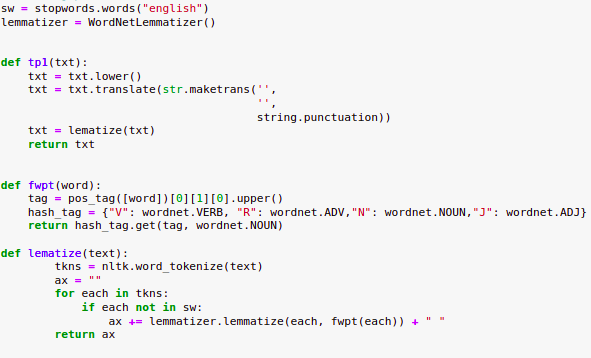 sw = stopwords.words("english")
lemmatizer = WordNetLemmatizer()
def tp1(txt):
    txt = txt.lower()
    txt = txt.translate(str.maketrans('',
                                      '',
                                      string.punctuation))
    txt = lematize(txt)
    return txt
def fwpt(word):
    tag = pos_tag([word])[0][1][0].upper()
    hash_tag = {"V": wordnet.VERB, "R": wordnet.ADV,"N": wordnet.NOUN,"J": wordnet.ADJ}
    return hash_tag.get(tag, wordnet.NOUN)
def lematize(text):
        tkns = nltk.word_tokenize(text)
        ax = ""
        for each in tkns:
            if each not in sw:
                ax += lemmatizer.lemmatize(each, fwpt(each)) + " "
        return ax